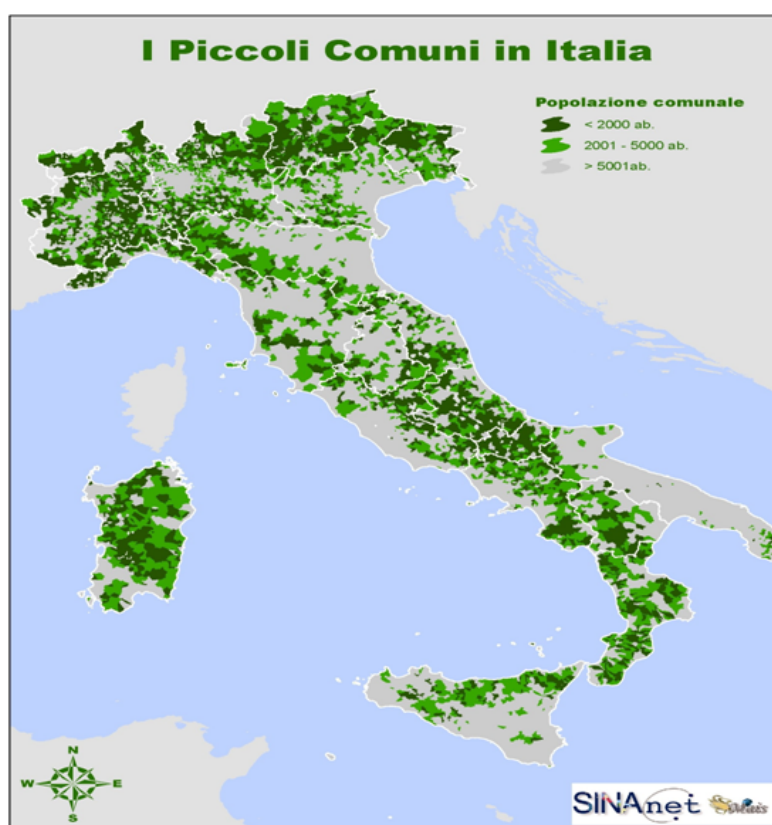 I Piccoli Comuni in Italia
Popolazione comunale
< 2000 ab.
2001 - 5000 ab.
> 5001ab.
N
W E
S
SINAnet